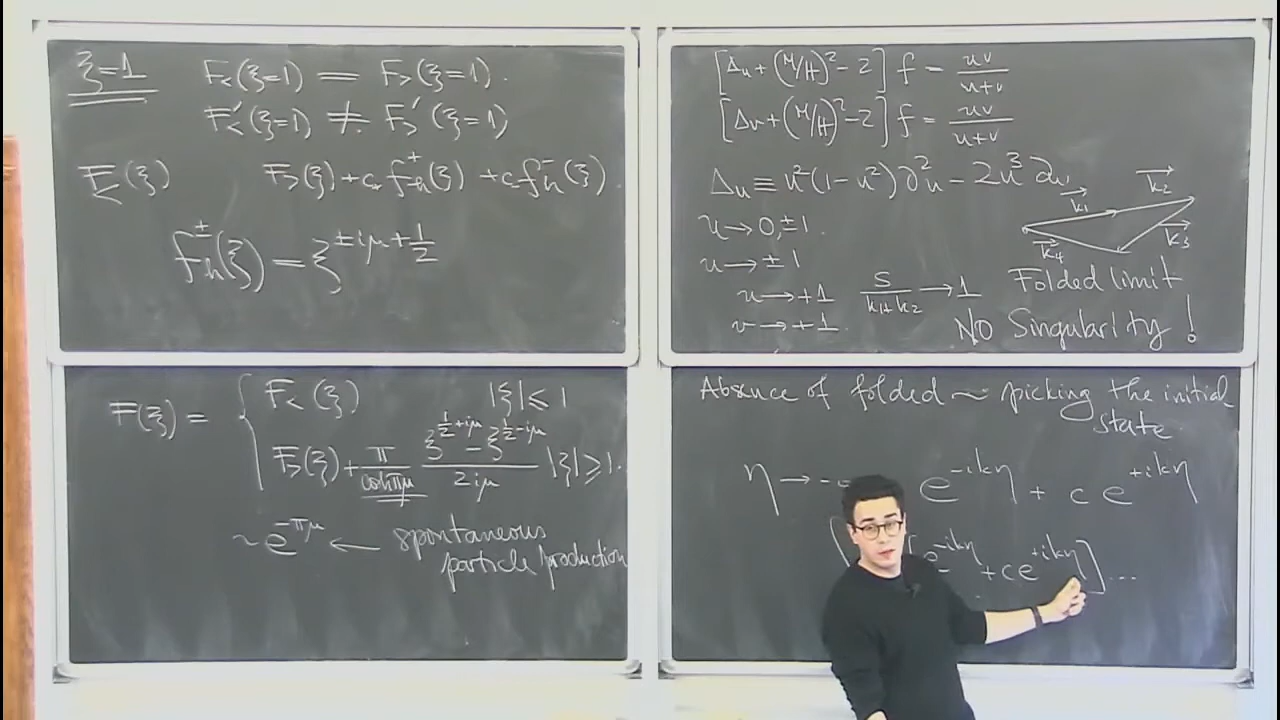 ξ=1 F<(ξ=1) = F>(ξ=1).
F'<(ξ=1) ≠ F'>(ξ=1)
F<(ξ) F>(ξ)+c₊f⁺ₕ(ξ) +c₋f⁻ₕ(ξ).
f±ₕ(ξ) = ξ^{±iμ+1/2}
F(ξ) = { F<(ξ) |ξ|⩽1
F>(ξ)+ π/coshπμ (ξ^{1/2+iμ} − ξ^{1/2−iμ})/2iμ |ξ|⩾1.
~e^{−πμ} ← spontaneous
particle production
[Δu+(M/H)²−2] f = uv/u+v
[Δv+(M/H)²−2] f = uv/u+v
Δu ≡ u²(1−u²)∂²u − 2u³∂u
u → 0,±1.
u → ±1
u → +1 s/k₁+k₂ → 1
v → +1.
k₁ k₂
k₃
k₄
Folded limit
NO Singularity!
Absence of folded ~ picking the initial
state
η → − e^{−ikη} + c e^{+ikη}
[e^{−ikη} + c e^{+ikη}]...